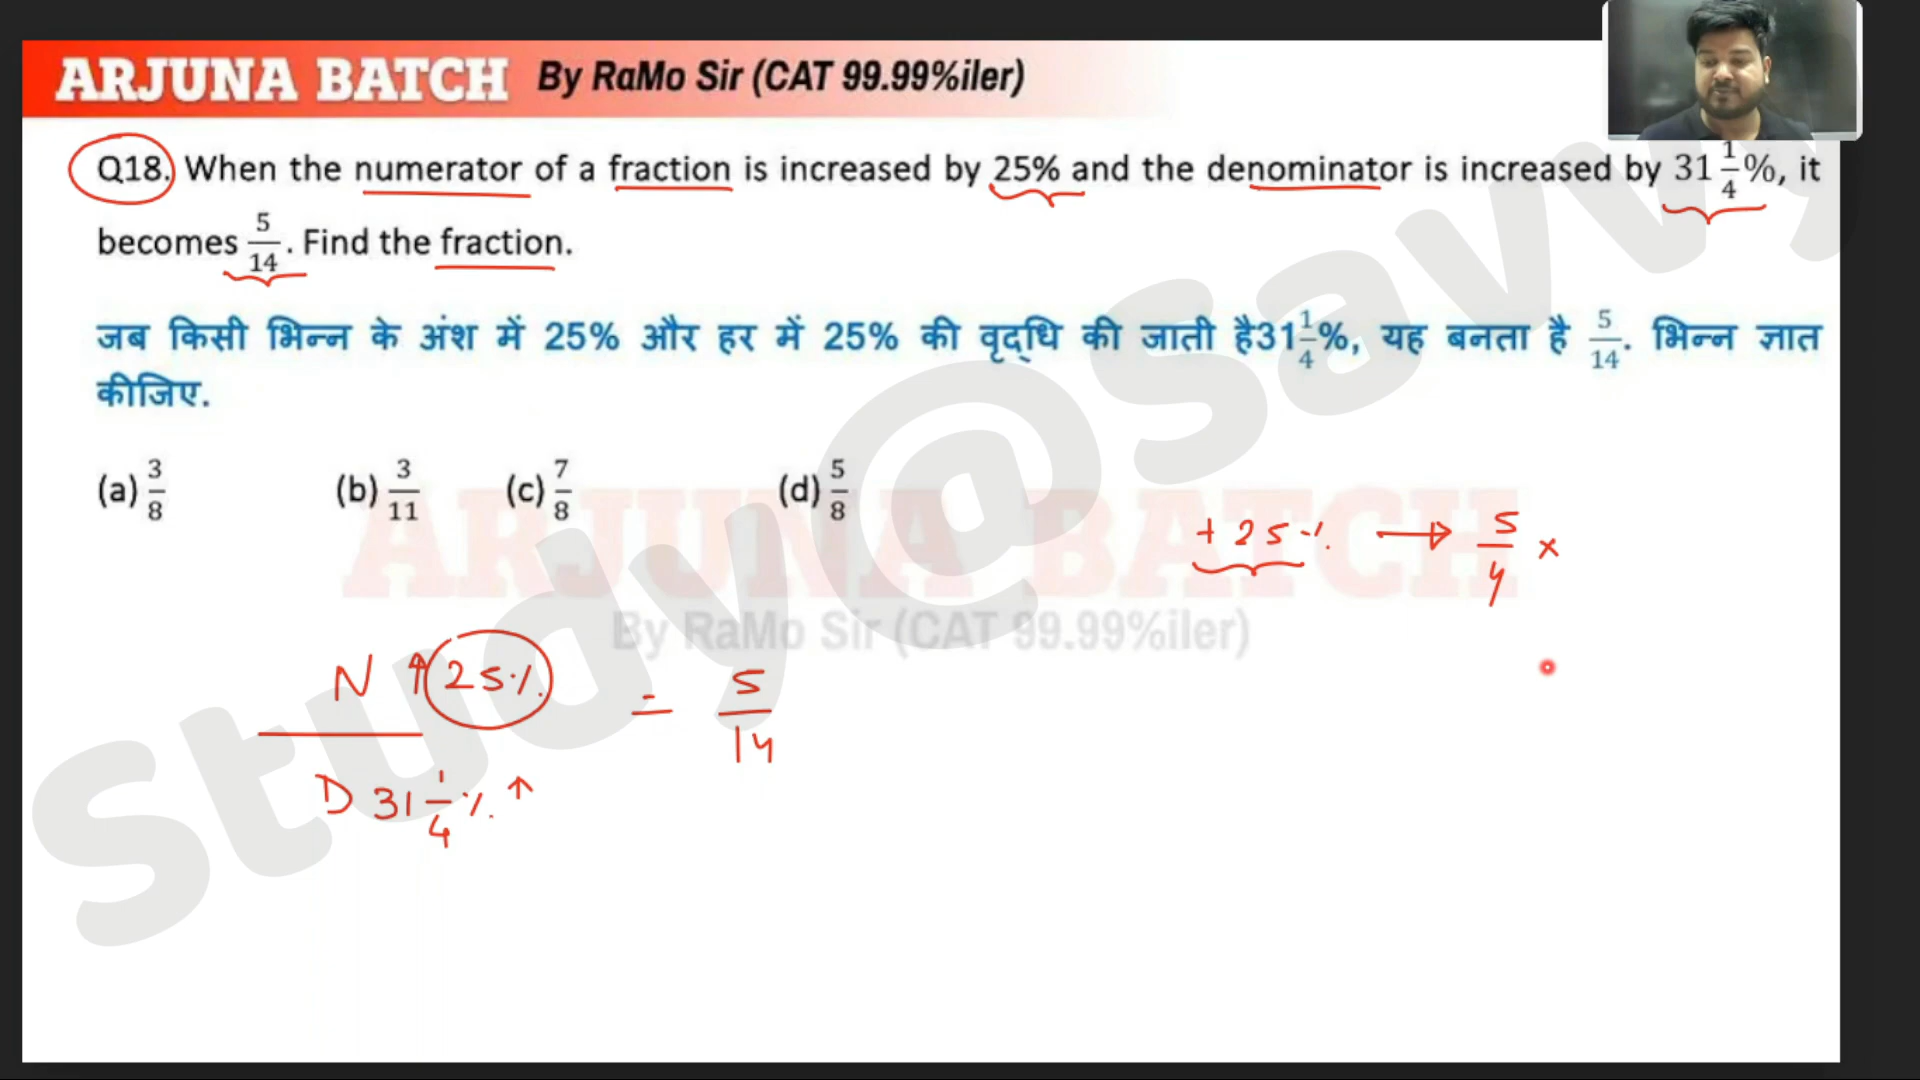 ARJUNA BATCH By RaMo Sir (CAT 99.99%iler)
Q18. When the numerator of a fraction is increased by 25% and the denominator is increased by 31 1/4%, it
becomes 5/14. Find the fraction.
जब किसी भिन्न के अंश में 25% और हर में 25% की वृद्धि की जाती है31 1/4%, यह बनता है 5/14. भिन्न ज्ञात
कीजिए.
(a) 3/8 (b) 3/11 (c) 7/8 (d) 5/8
ARJUNA BATCH
By RaMo Sir (CAT 99.99%iler)
+25% → 5/4 ×
N ↑ 25% = 5/14
D 31 1/4% ↑
Study@Savvy